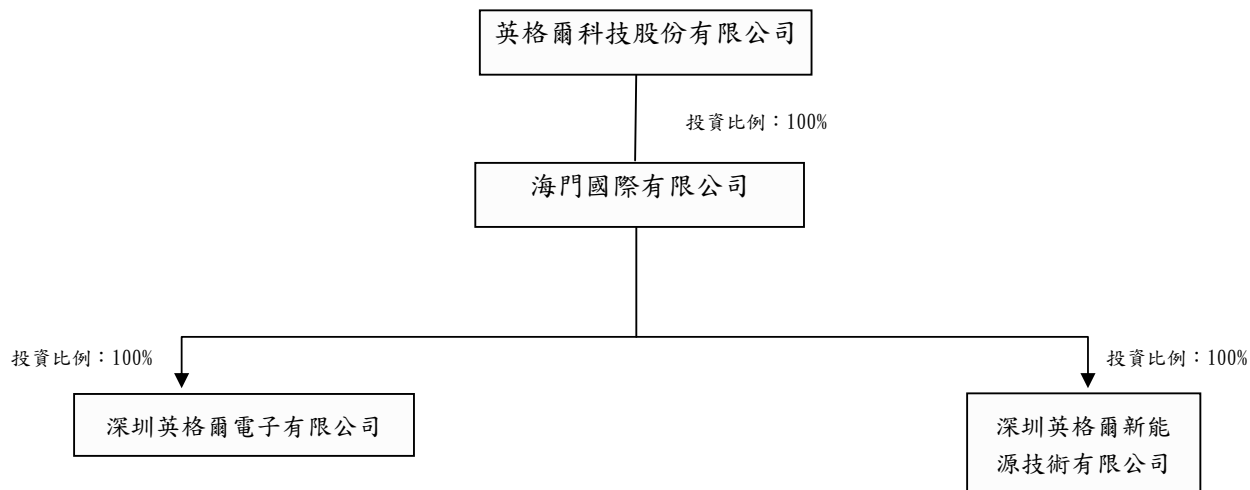 英格爾科技股份有限公司
投資比例：100%
海門國際有限公司
投資比例：100%
投資比例：100%
深圳英格爾電子有限公司
深圳英格爾新能
源技術有限公司